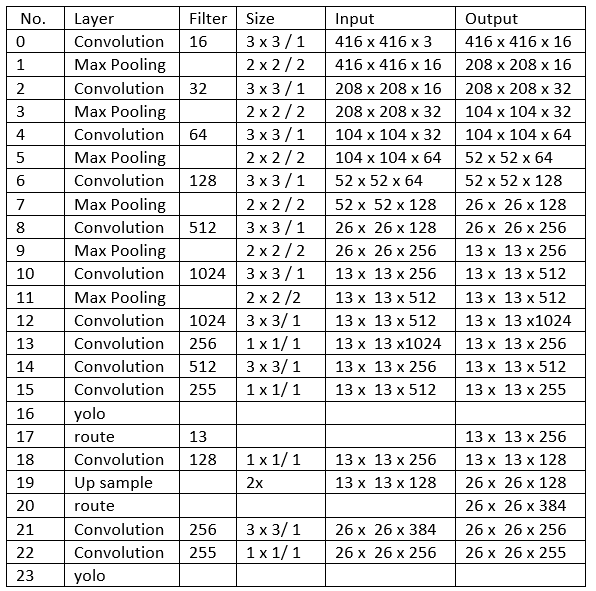 No. Layer Filter Size Input Output
0 Convolution 16 3 x 3 / 1 416 x 416 x 3 416 x 416 x 16
1 Max Pooling 2 x 2 / 2 416 x 416 x 16 208 x 208 x 16
2 Convolution 32 3 x 3 / 1 208 x 208 x 16 208 x 208 x 32
3 Max Pooling 2 x 2 / 2 208 x 208 x 32 104 x 104 x 32
4 Convolution 64 3 x 3 / 1 104 x 104 x 32 104 x 104 x 64
5 Max Pooling 2 x 2 / 2 104 x 104 x 64 52 x 52 x 64
6 Convolution 128 3 x 3 / 1 52 x 52 x 64 52 x 52 x 128
7 Max Pooling 2 x 2 / 2 52 x 52 x 128 26 x 26 x 128
8 Convolution 512 3 x 3 / 1 26 x 26 x 128 26 x 26 x 256
9 Max Pooling 2 x 2 / 2 26 x 26 x 256 13 x 13 x 256
10 Convolution 1024 3 x 3 / 1 13 x 13 x 256 13 x 13 x 512
11 Max Pooling 2 x 2 /2 13 x 13 x 512 13 x 13 x 512
12 Convolution 1024 3 x 3/ 1 13 x 13 x 512 13 x 13 x1024
13 Convolution 256 1 x 1/ 1 13 x 13 x1024 13 x 13 x 256
14 Convolution 512 3 x 3/ 1 13 x 13 x 256 13 x 13 x 512
15 Convolution 255 1 x 1/ 1 13 x 13 x 512 13 x 13 x 255
16 yolo
17 route 13 13 x 13 x 256
18 Convolution 128 1 x 1/ 1 13 x 13 x 256 13 x 13 x 128
19 Up sample 2x 13 x 13 x 128 26 x 26 x 128
20 route 26 x 26 x 384
21 Convolution 256 3 x 3/ 1 26 x 26 x 384 26 x 26 x 256
22 Convolution 255 1 x 1/ 1 26 x 26 x 256 26 x 26 x 255
23 yolo